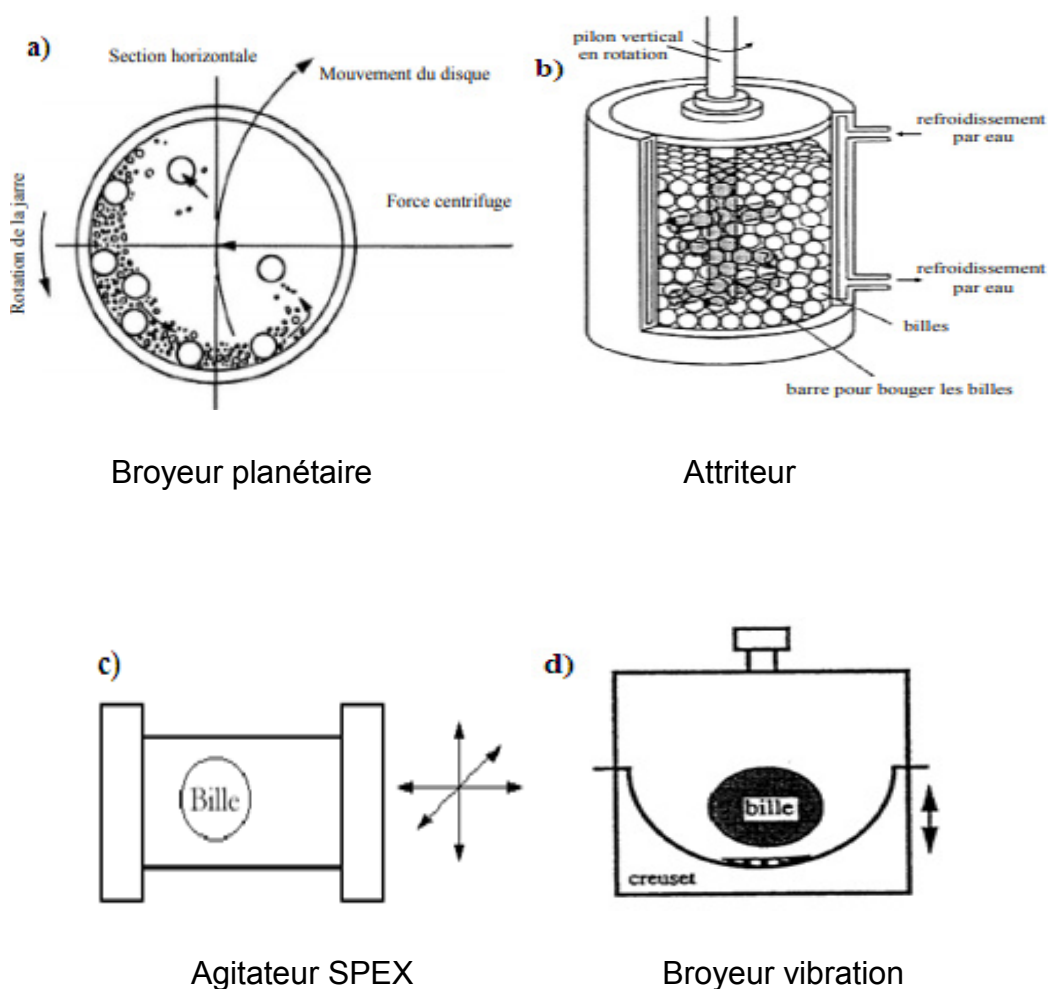 a)
Section horizontale
Mouvement du disque
Force centrifuge
Rotation de la jarre
b)
pilon vertical
en rotation
refroidissement
par eau
refroidissement
par eau
billes
barre pour bouger les billes
Broyeur planétaire
Attriteur
c)
Bille
d)
bille
creuset
Agitateur SPEX
Broyeur vibration